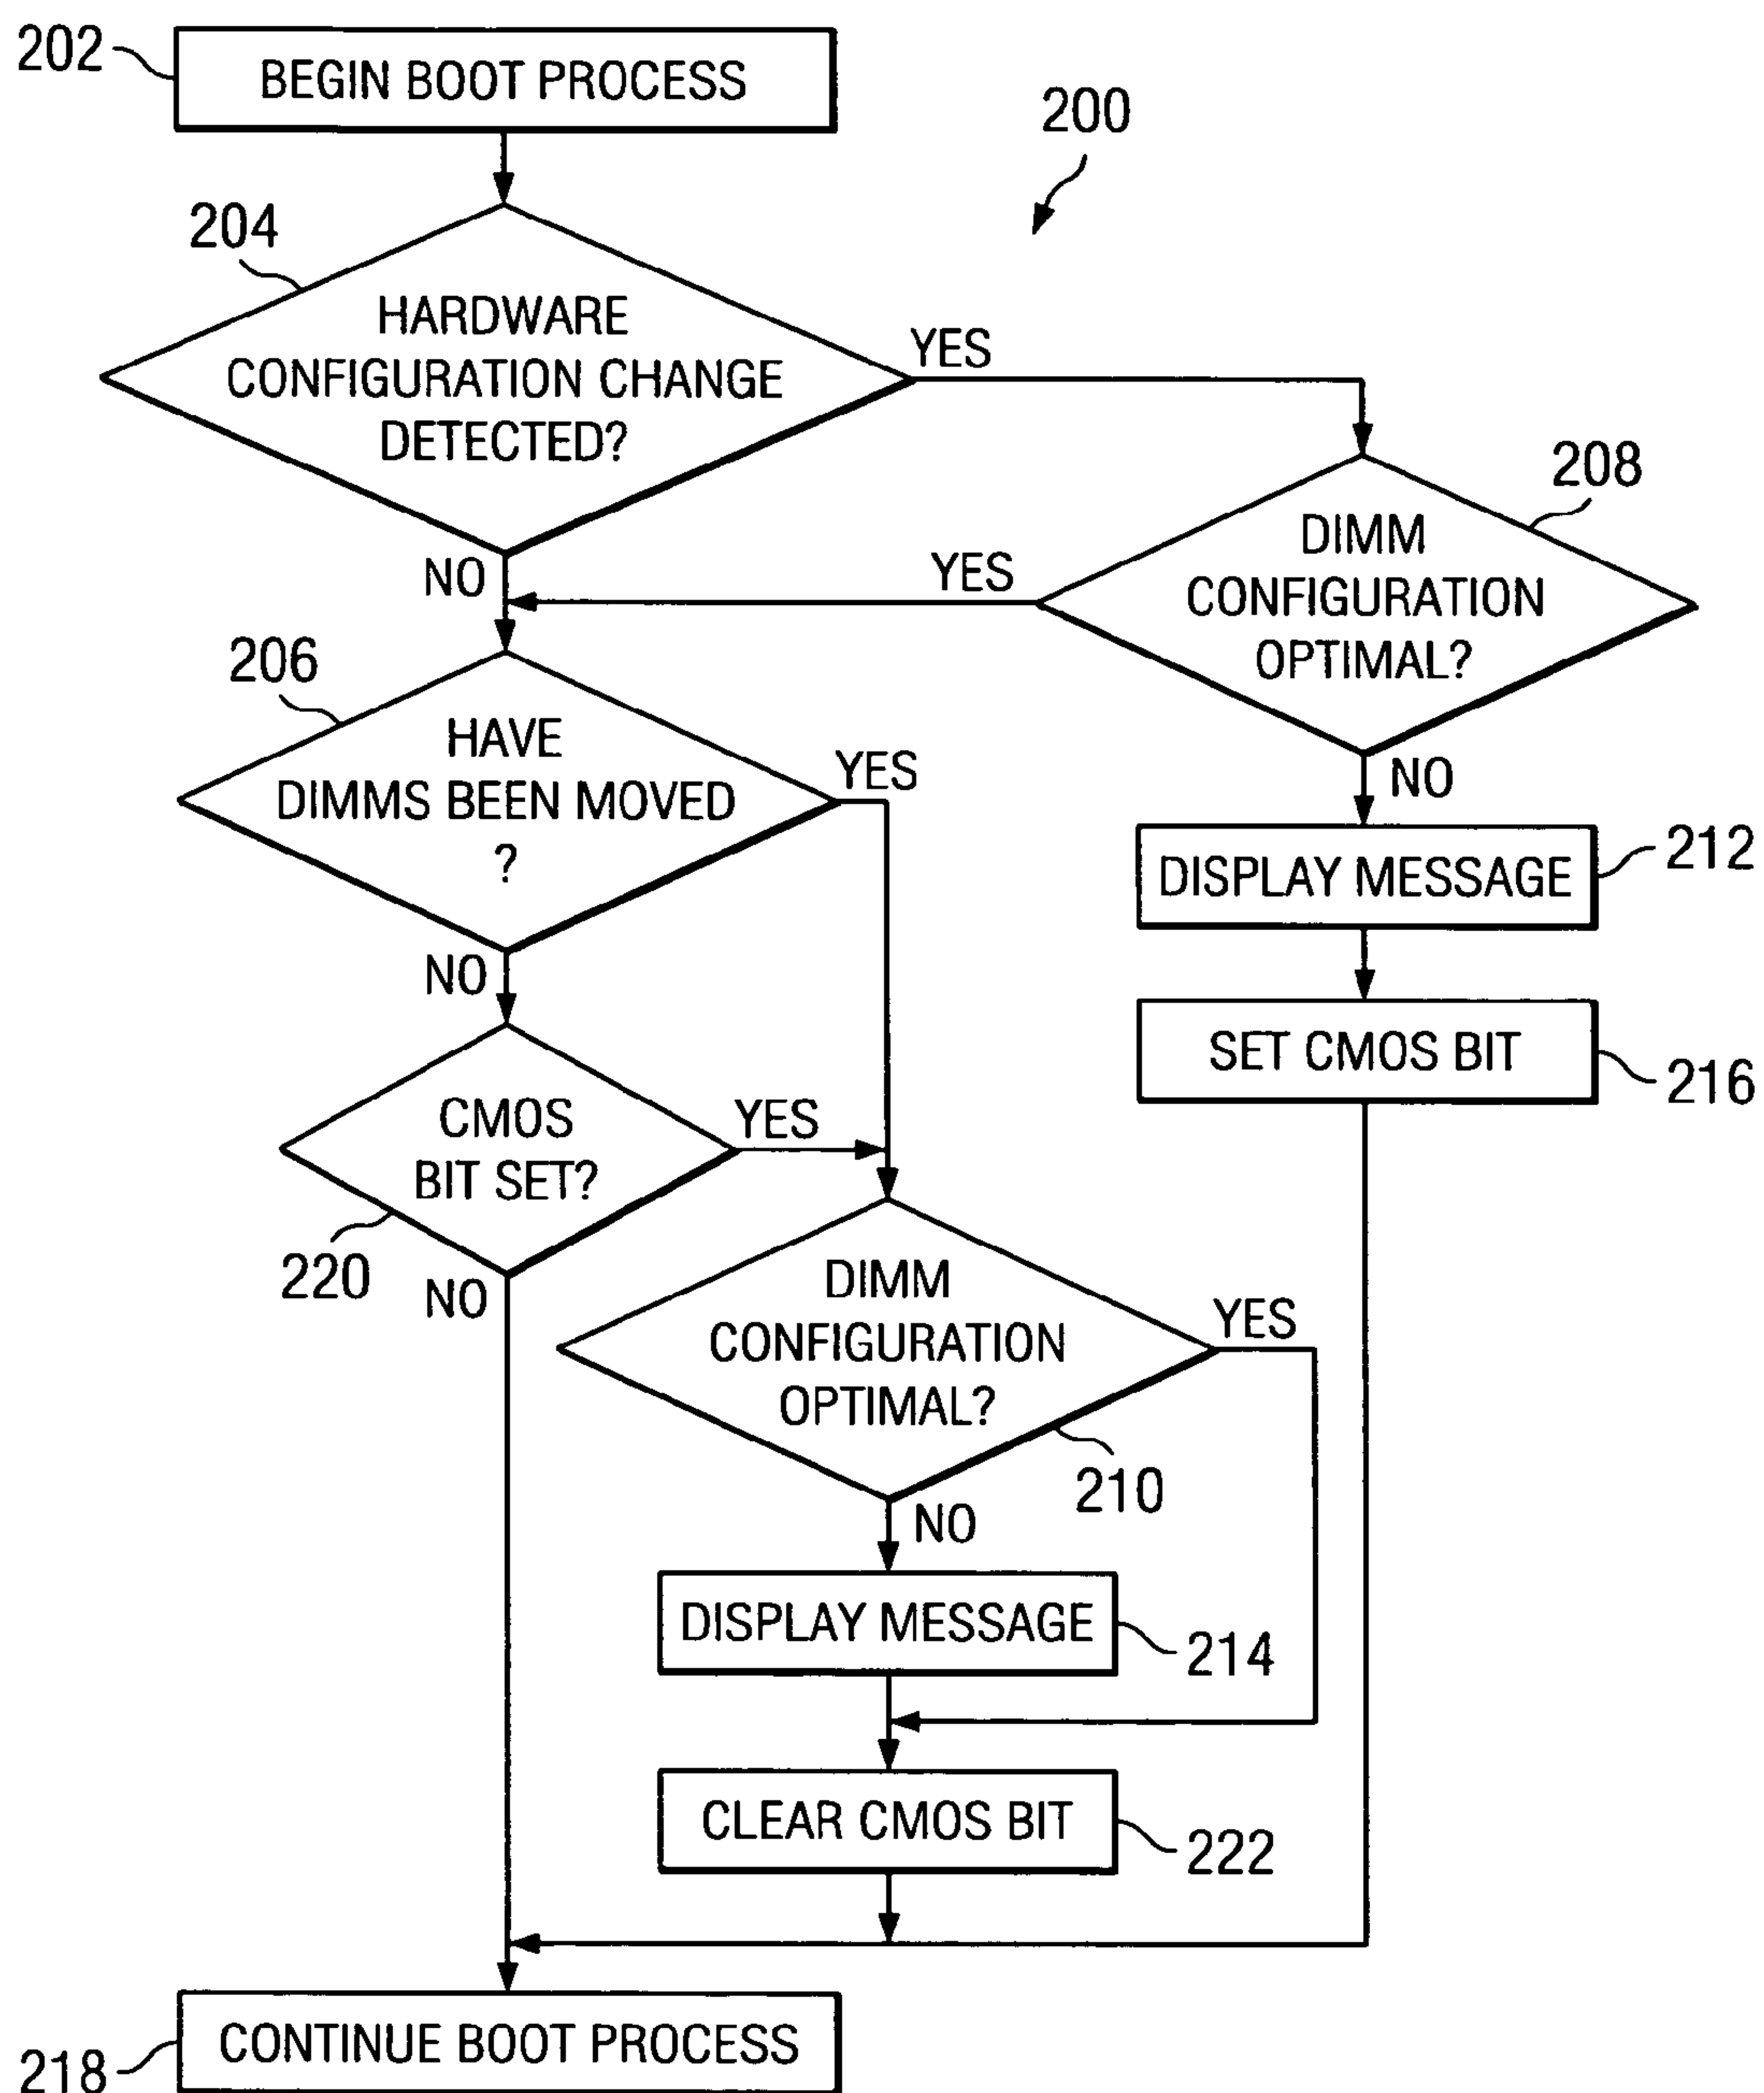 202
BEGIN BOOT PROCESS
200
204
HARDWARE
CONFIGURATION CHANGE
DETECTED?
YES
NO
208
DIMM
CONFIGURATION
OPTIMAL?
YES
NO
206
HAVE
DIMMS BEEN MOVED
?
YES
NO
DISPLAY MESSAGE
212
SET CMOS BIT
216
CMOS
BIT SET?
YES
220
NO
DIMM
CONFIGURATION
OPTIMAL?
YES
210
NO
DISPLAY MESSAGE
214
CLEAR CMOS BIT
222
CONTINUE BOOT PROCESS
218